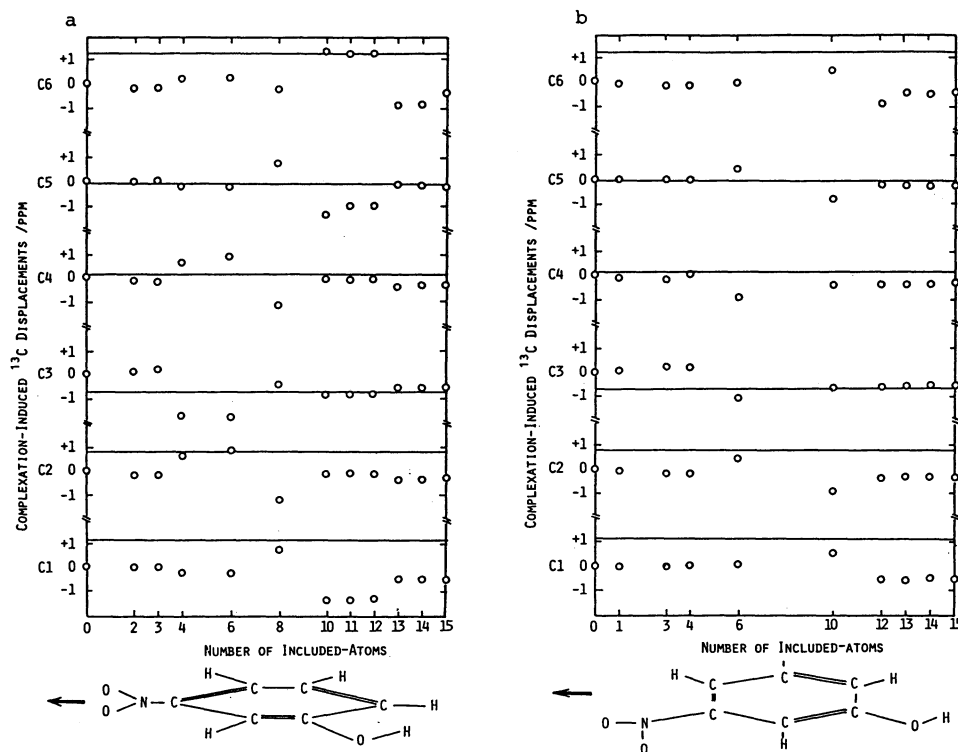 a
COMPLEXATION-INDUCED ¹³C DISPLACEMENTS /PPM
+1
C6 0
-1
+1
C5 0
-1
+1
C4 0
-1
+1
C3 0
-1
+1
C2 0
-1
+1
C1 0
-1
0 2 3 4 6 8 10 11 12 13 14 15
NUMBER OF INCLUDED-ATOMS
H H
O C C
N C C H
O H C C
O H
b
COMPLEXATION-INDUCED ¹³C DISPLACEMENTS /PPM
+1
C6 0
-1
+1
C5 0
-1
+1
C4 0
-1
+1
C3 0
-1
+1
C2 0
-1
+1
C1 0
-1
0 1 3 4 6 10 12 13 14 15
NUMBER OF INCLUDED-ATOMS
H C H
C C
C C
O N C O H
O H